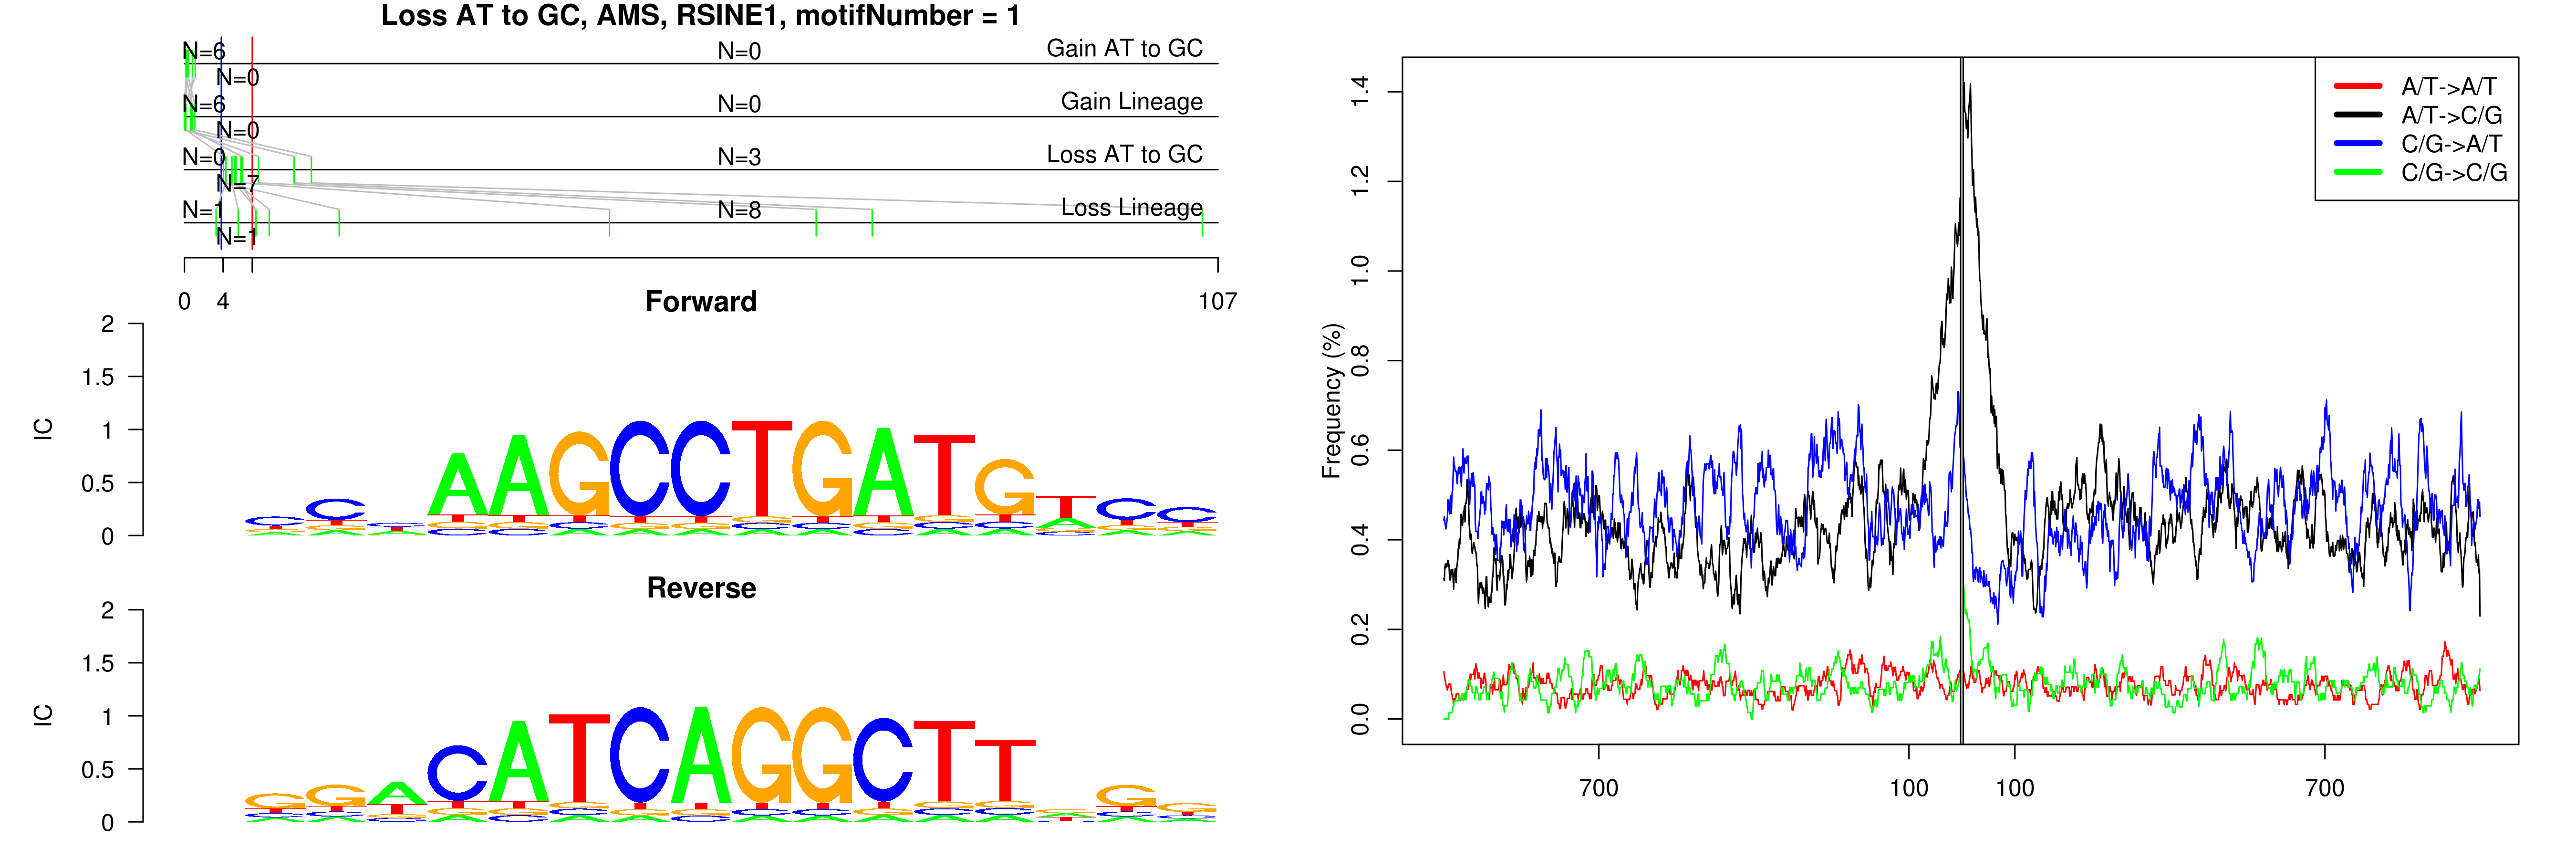 Loss AT to GC, AMS, RSINE1, motifNumber = 1
N=6 N=0 Gain AT to GC
N=0
N=6 N=0 Gain Lineage
N=0
N=0 N=3 Loss AT to GC
N=7
N=1 N=8 Loss Lineage
N=1
0 4 107
Forward
IC
2
1.5
1
0.5
0
C C A A G C C T G A T G T C C
Reverse
IC
2
1.5
1
0.5
0
G G A C A T C A G G C T T G G
Frequency (%)
1.4
1.2
1.0
0.8
0.6
0.4
0.2
0.0
700 100 100 700
A/T->A/T
A/T->C/G
C/G->A/T
C/G->C/G